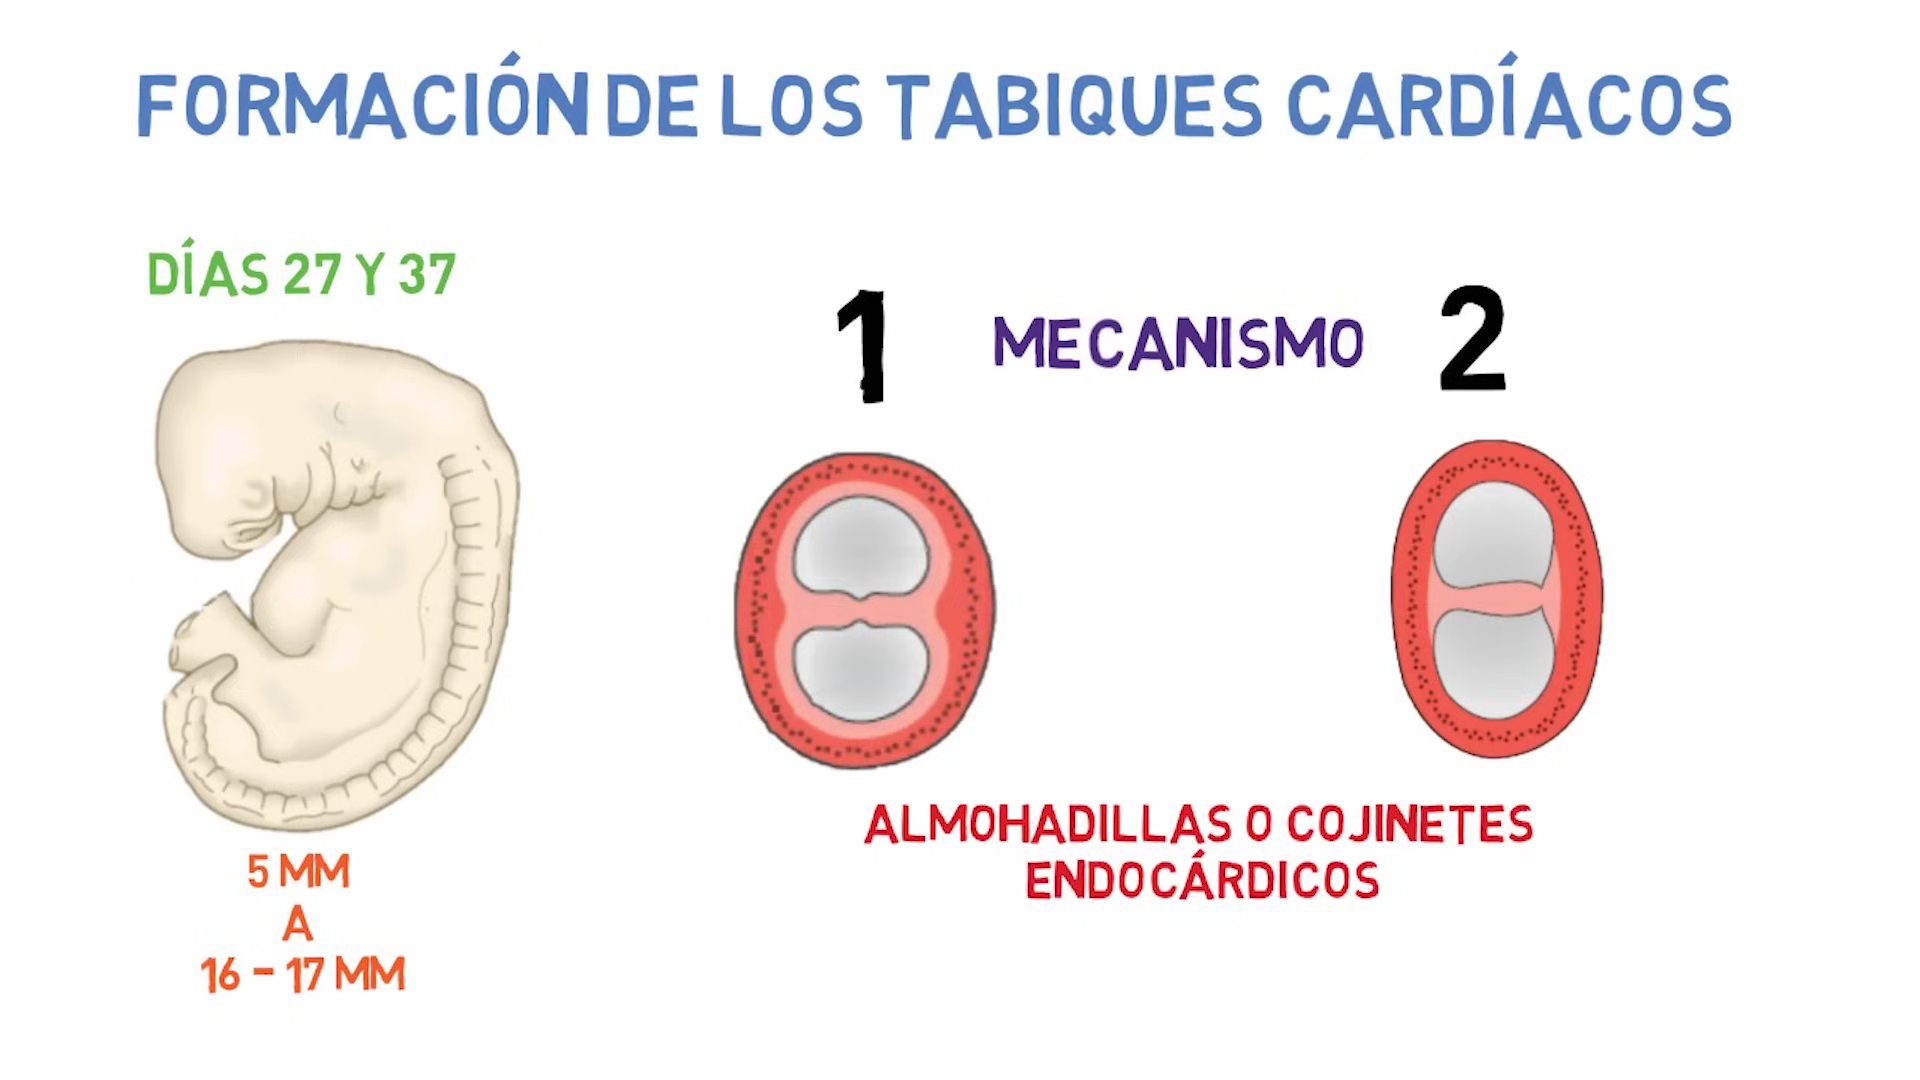 FORMACIÓN DE LOS TABIQUES CARDÍACOS
DÍAS 27 Y 37
1 MECANISMO 2
ALMOHADILLAS O COJINETES
ENDOCÁRDICOS
5 MM
A
16 - 17 MM